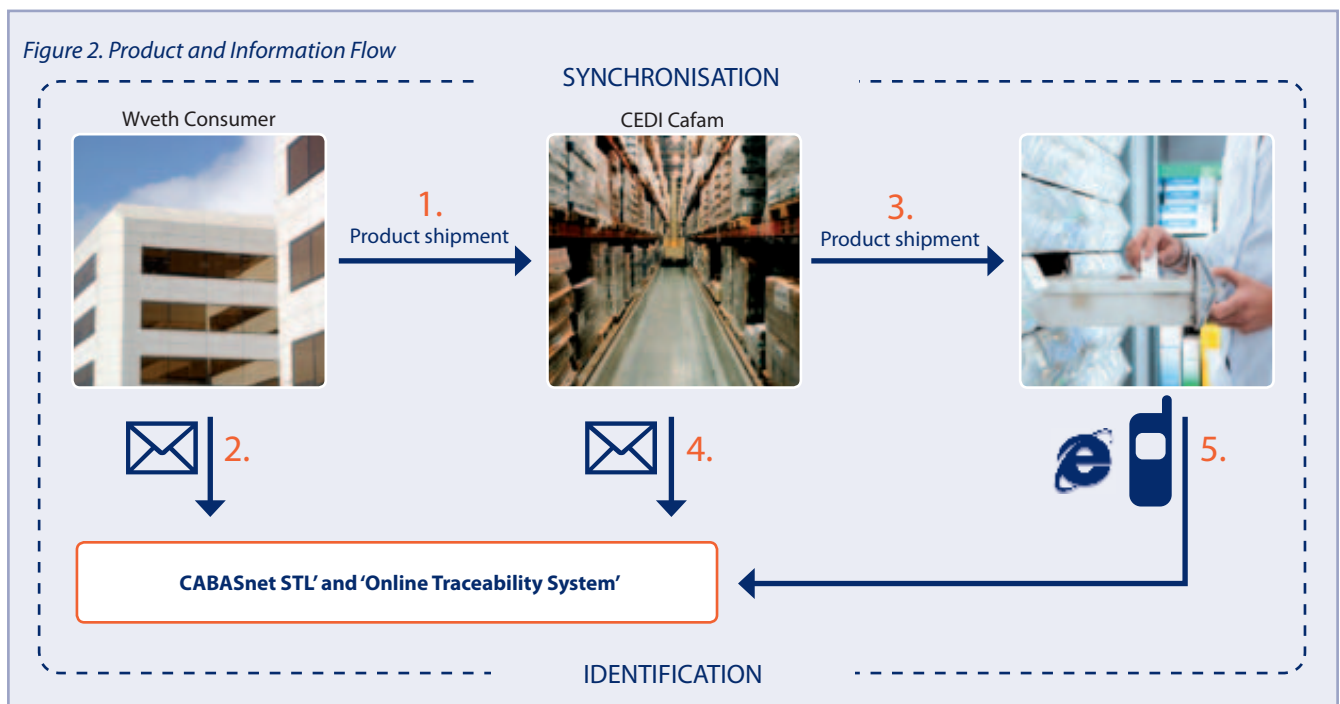 Figure 2. Product and Information Flow
SYNCHRONISATION
Wveth Consumer
CEDI Cafam
1.
Product shipment
3.
Product shipment
2.
4.
5.
CABASnet STL’ and ‘Online Traceability System’
IDENTIFICATION